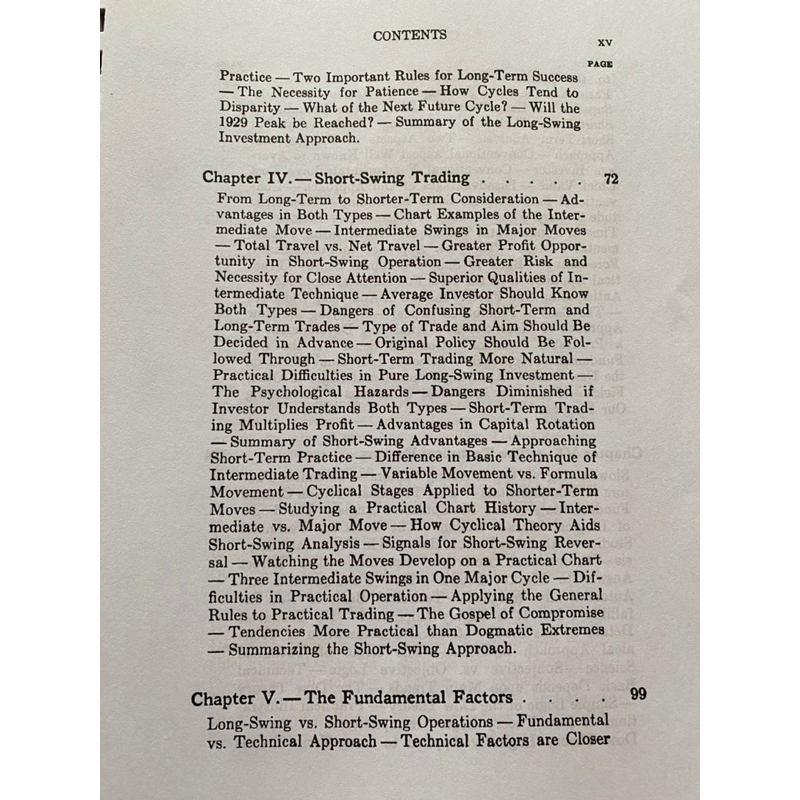 CONTENTS
xv
PAGE
Practice — Two Important Rules for Long-Term Success
— The Necessity for Patience — How Cycles Tend to
Disparity — What of the Next Future Cycle? — Will the
1929 Peak be Reached? — Summary of the Long-Swing
Investment Approach.
Chapter IV. — Short-Swing Trading . . . . . 72
From Long-Term to Shorter-Term Consideration — Ad-
vantages in Both Types — Chart Examples of the Inter-
mediate Move — Intermediate Swings in Major Moves
— Total Travel vs. Net Travel — Greater Profit Oppor-
tunity in Short-Swing Operation — Greater Risk and
Necessity for Close Attention — Superior Qualities of In-
termediate Technique — Average Investor Should Know
Both Types — Dangers of Confusing Short-Term and
Long-Term Trades — Type of Trade and Aim Should Be
Decided in Advance — Original Policy Should Be Fol-
lowed Through — Short-Term Trading More Natural —
Practical Difficulties in Pure Long-Swing Investment —
The Psychological Hazards — Dangers Diminished if
Investor Understands Both Types — Short-Term Trad-
ing Multiplies Profit — Advantages in Capital Rotation
— Summary of Short-Swing Advantages — Approaching
Short-Term Practice — Difference in Basic Technique of
Intermediate Trading — Variable Movement vs. Formula
Movement — Cyclical Stages Applied to Shorter-Term
Moves — Studying a Practical Chart History — Inter-
mediate vs. Major Move — How Cyclical Theory Aids
Short-Swing Analysis — Signals for Short-Swing Rever-
sal — Watching the Moves Develop on a Practical Chart
— Three Intermediate Swings in One Major Cycle — Dif-
ficulties in Practical Operation — Applying the General
Rules to Practical Trading — The Gospel of Compromise
— Tendencies More Practical than Dogmatic Extremes
— Summarizing the Short-Swing Approach.
Chapter V. — The Fundamental Factors . . . . 99
Long-Swing vs. Short-Swing Operations — Fundamental
vs. Technical Approach — Technical Factors are Closer